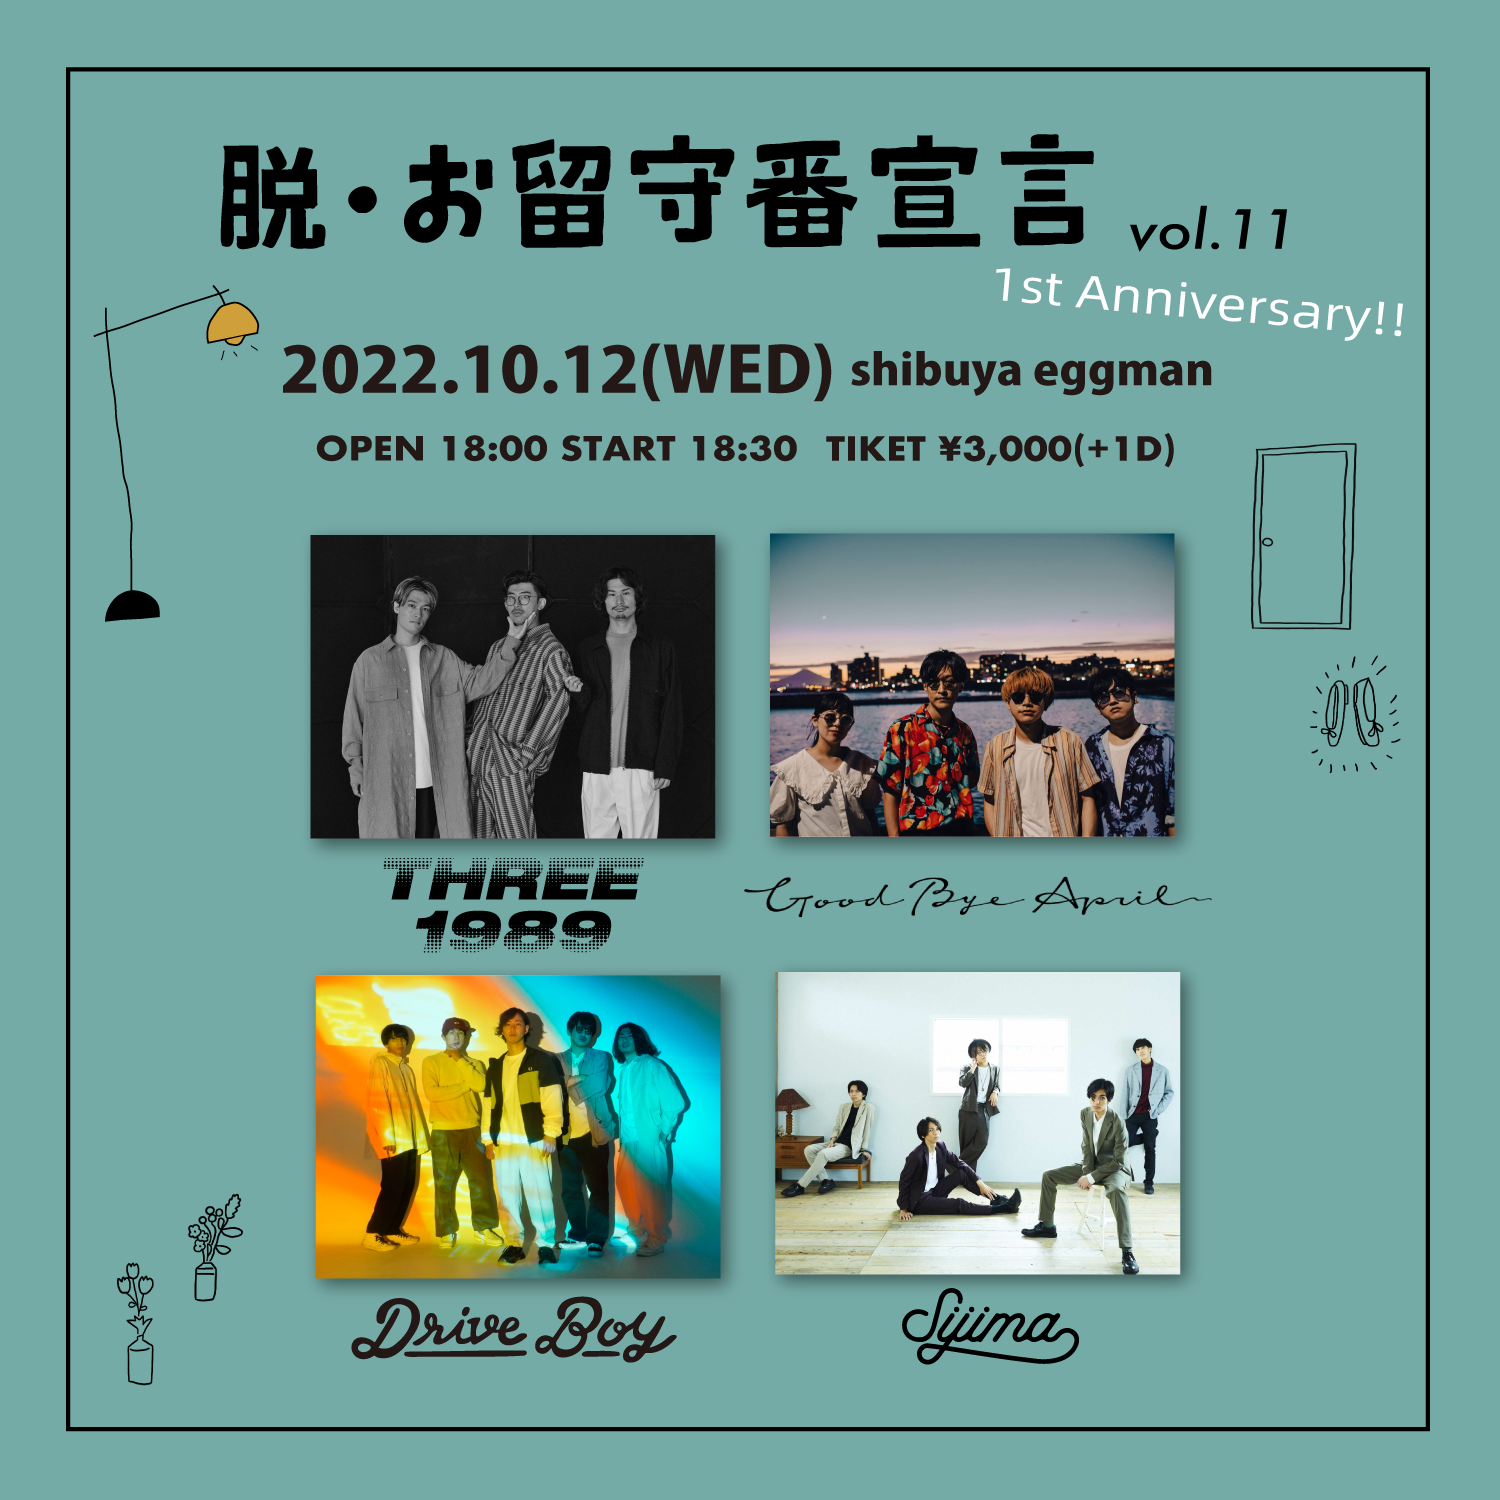 脱・お留守番宣言 vol.11
1st Anniversary!!
2022.10.12(WED) shibuya eggman
OPEN 18:00 START 18:30 TIKET ¥3,000(+1D)
THREE
1989
Good Bye April
Drive Boy
Sijima